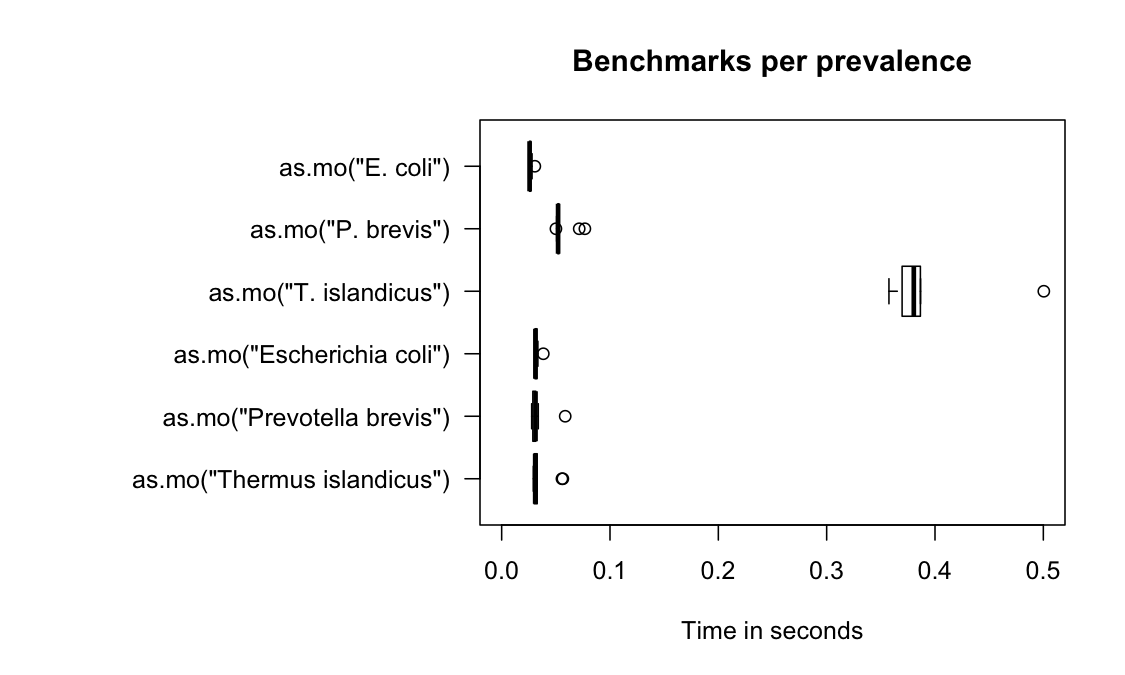 Benchmarks per prevalence
as.mo("E. coli")
as.mo("P. brevis")
as.mo("T. islandicus")
as.mo("Escherichia coli")
as.mo("Prevotella brevis")
as.mo("Thermus islandicus")
0.0 0.1 0.2 0.3 0.4 0.5
Time in seconds